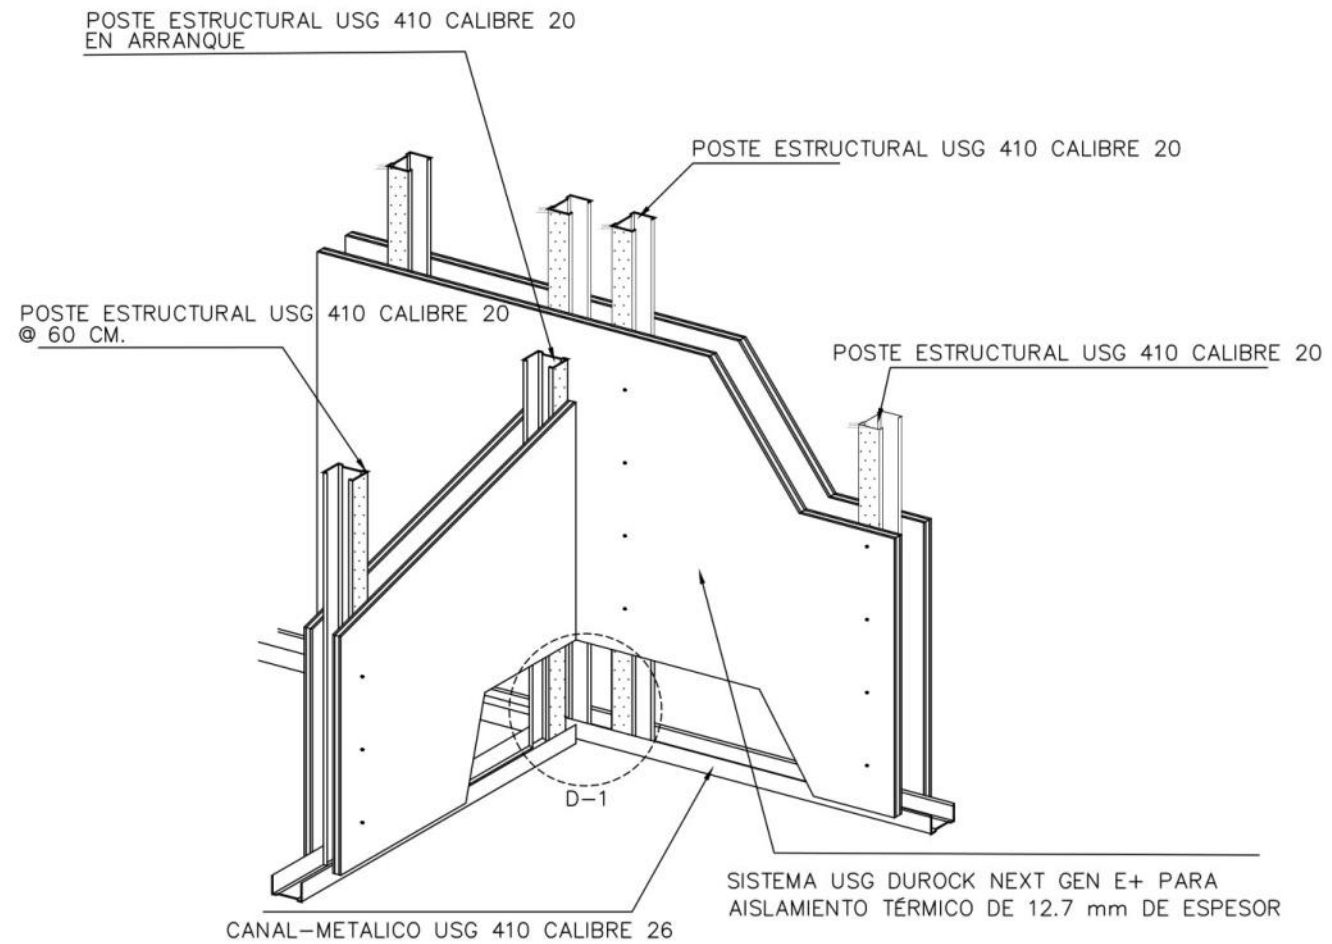 POSTE ESTRUCTURAL USG 410 CALIBRE 20
EN ARRANQUE
POSTE ESTRUCTURAL USG 410 CALIBRE 20
POSTE ESTRUCTURAL USG 410 CALIBRE 20
@ 60 CM.
POSTE ESTRUCTURAL USG 410 CALIBRE 20
D-1
SISTEMA USG DUROCK NEXT GEN E+ PARA
AISLAMIENTO TÉRMICO DE 12.7 mm DE ESPESOR
CANAL-METALICO USG 410 CALIBRE 26